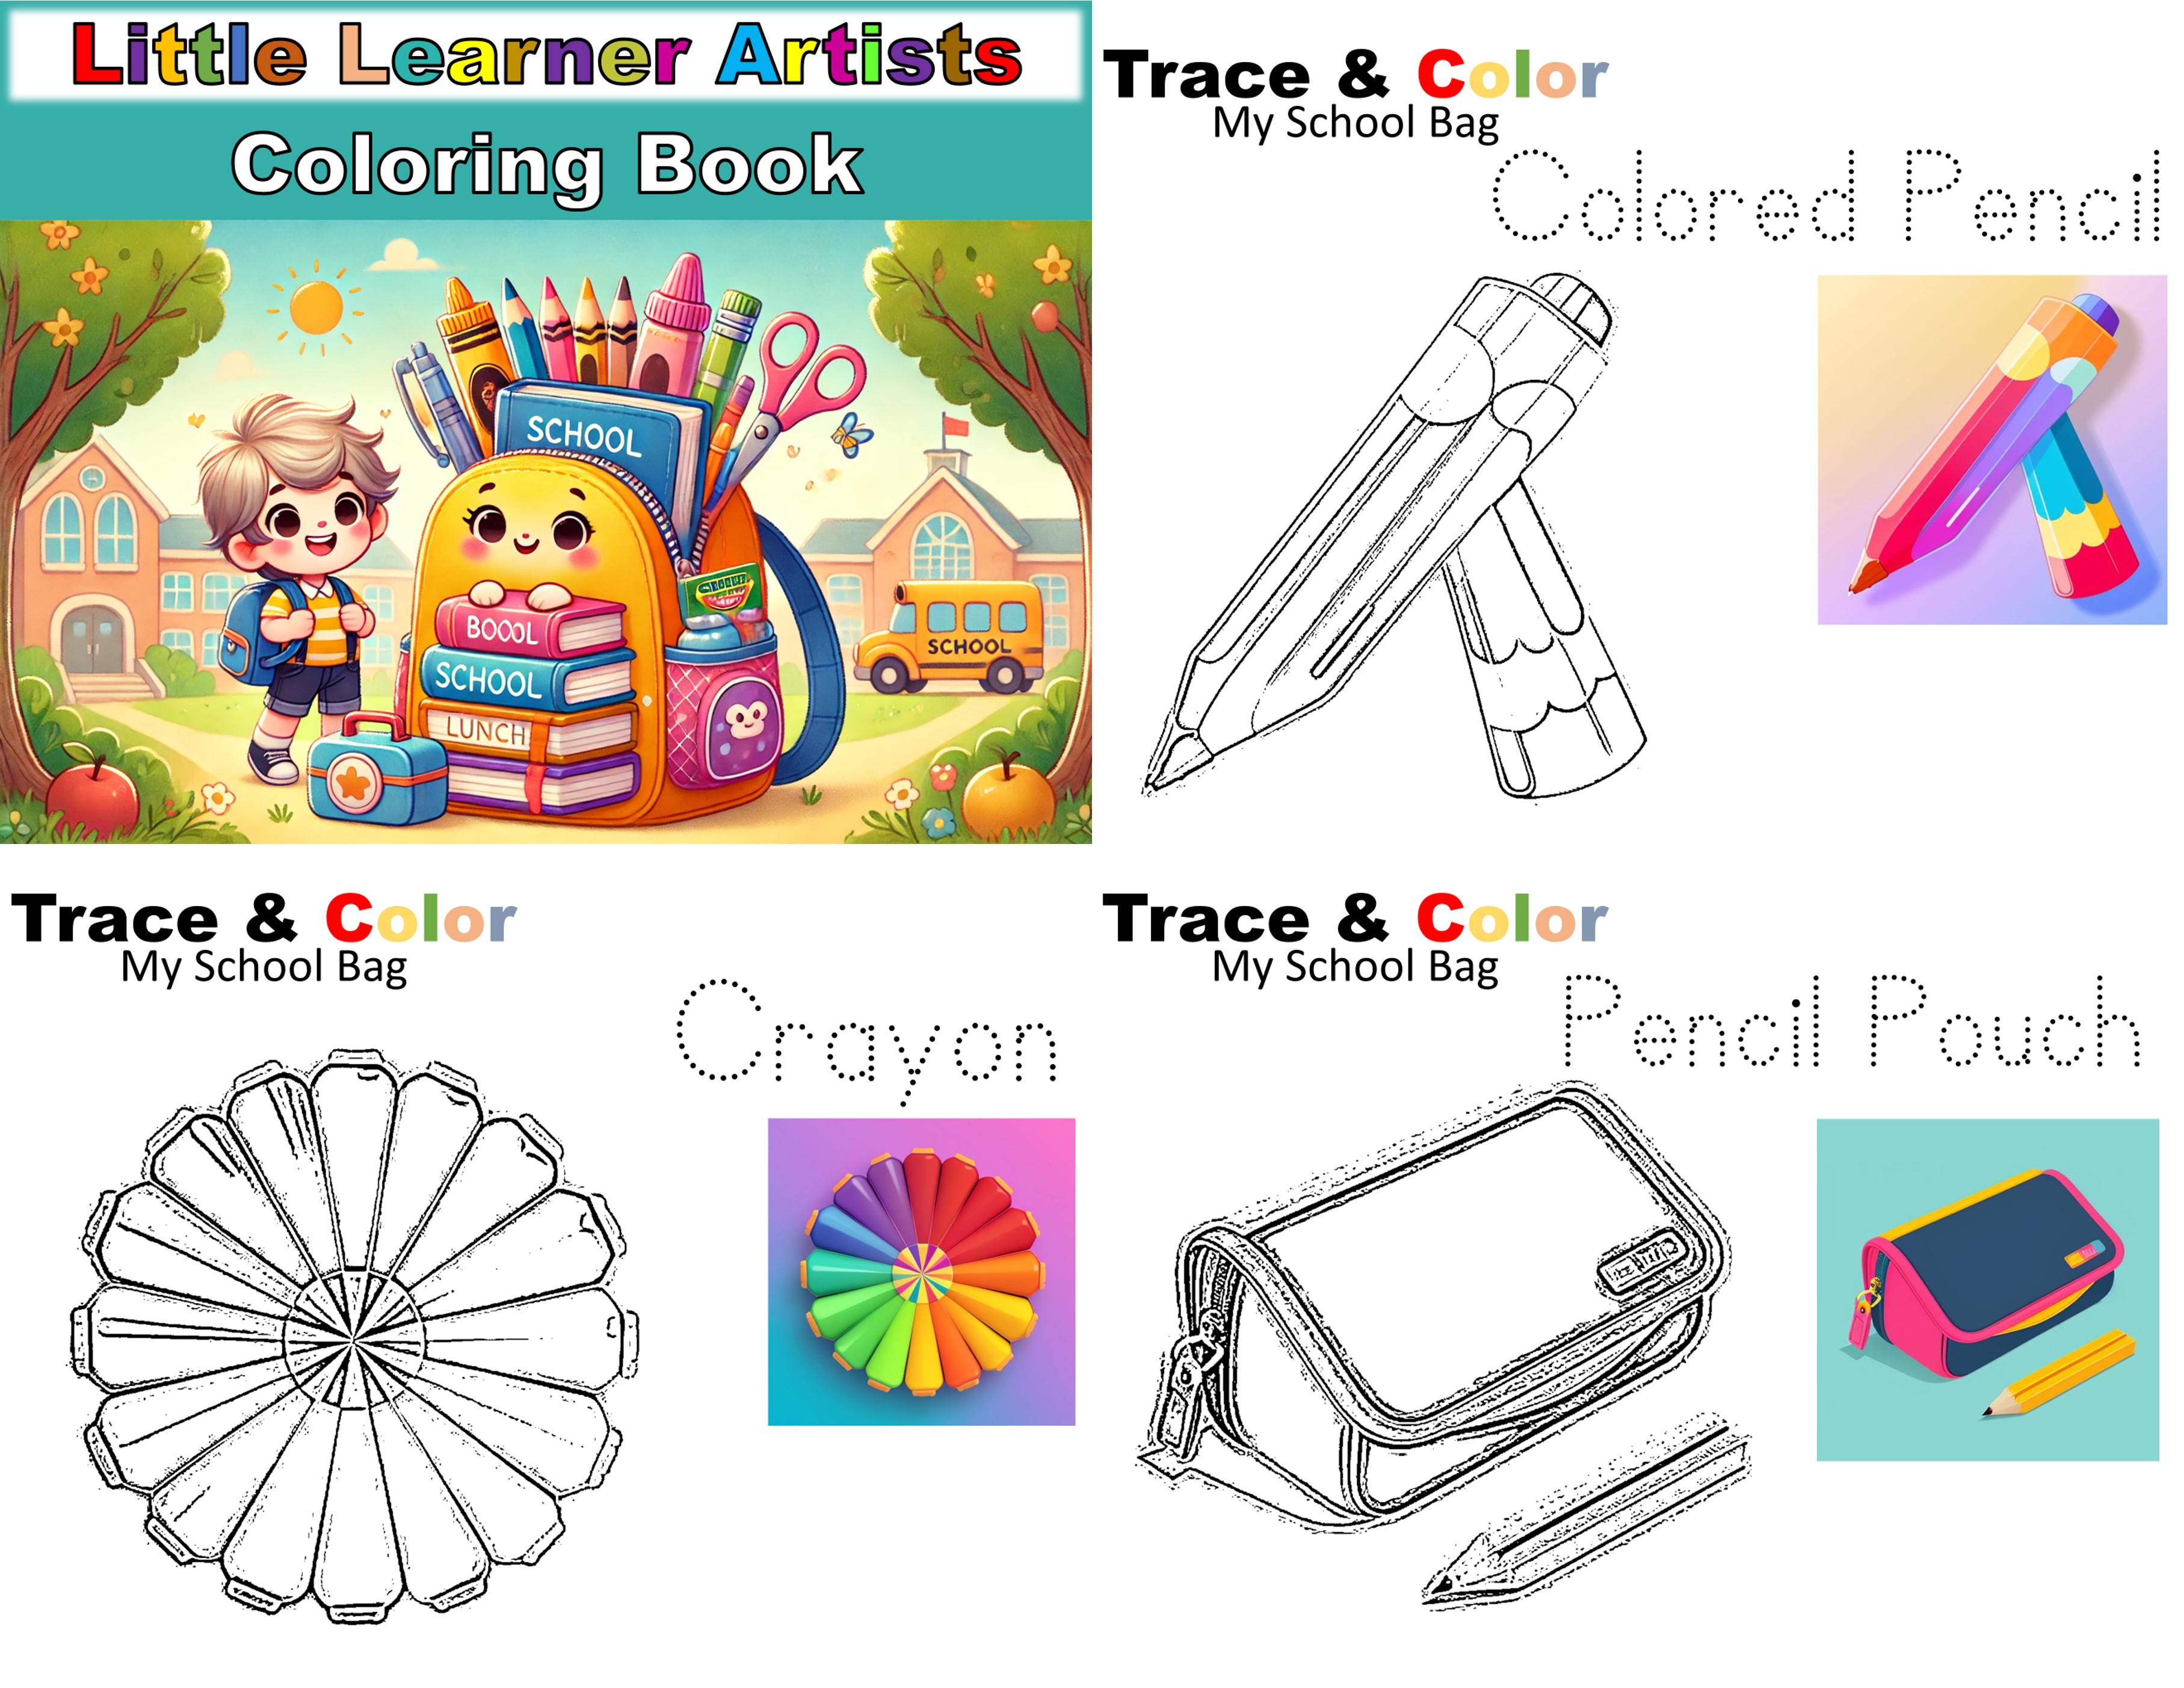 Little Learner Artists
Coloring Book
SCHOOL
BOOOL
SCHOOL
LUNCH
SCHOOL
Trace & Color
My School Bag
Colored Pencil
Trace & Color
My School Bag
Crayon
Trace & Color
My School Bag
Pencil Pouch